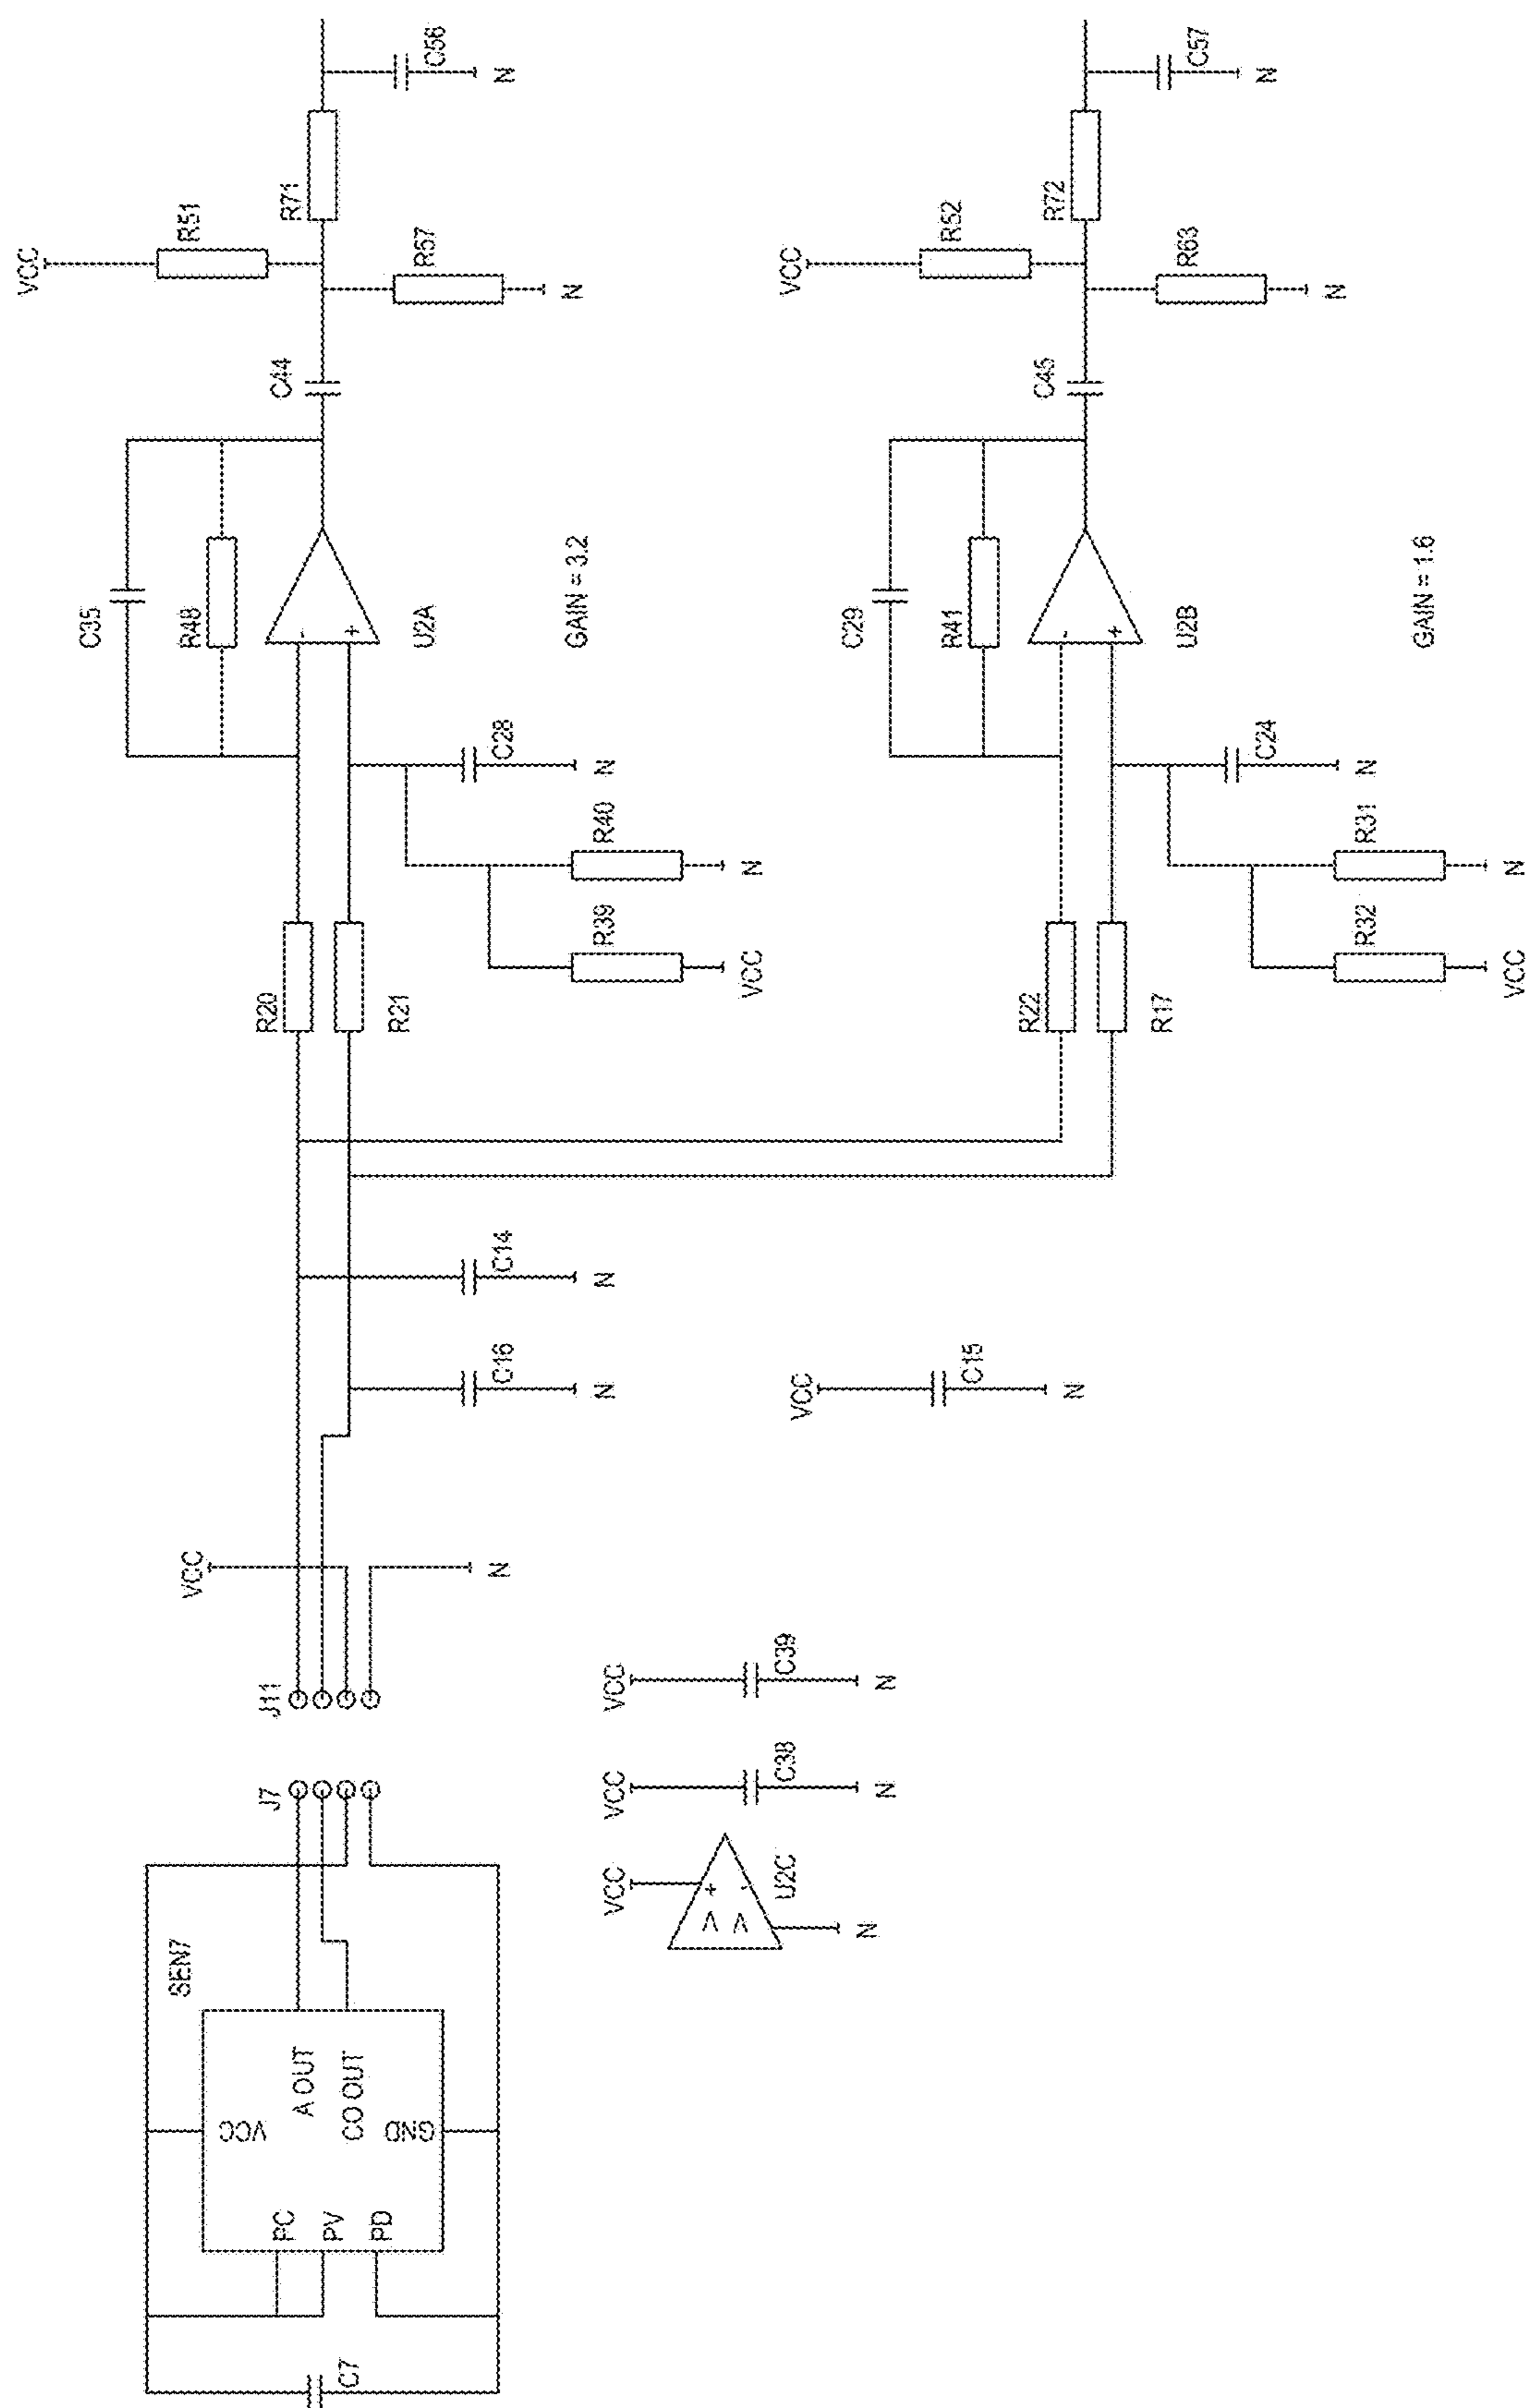 C7
PC
PV
PD
VCC
GND
A OUT
CO OUT
SEN7
J7
J11
VCC
N
VCC
N
U2C
VCC
C38
N
VCC
C39
N
C16
N
C14
N
VCC
C15
N
R20
R21
R39
VCC
R40
N
C28
N
C35
R48
-
+
U2A
GAIN = 3.2
C44
VCC
R51
R57
N
R71
C56
N
R22
R17
R32
VCC
R31
N
C24
N
C29
R41
-
+
U2B
GAIN = 1.6
C45
VCC
R52
R63
N
R72
C57
N